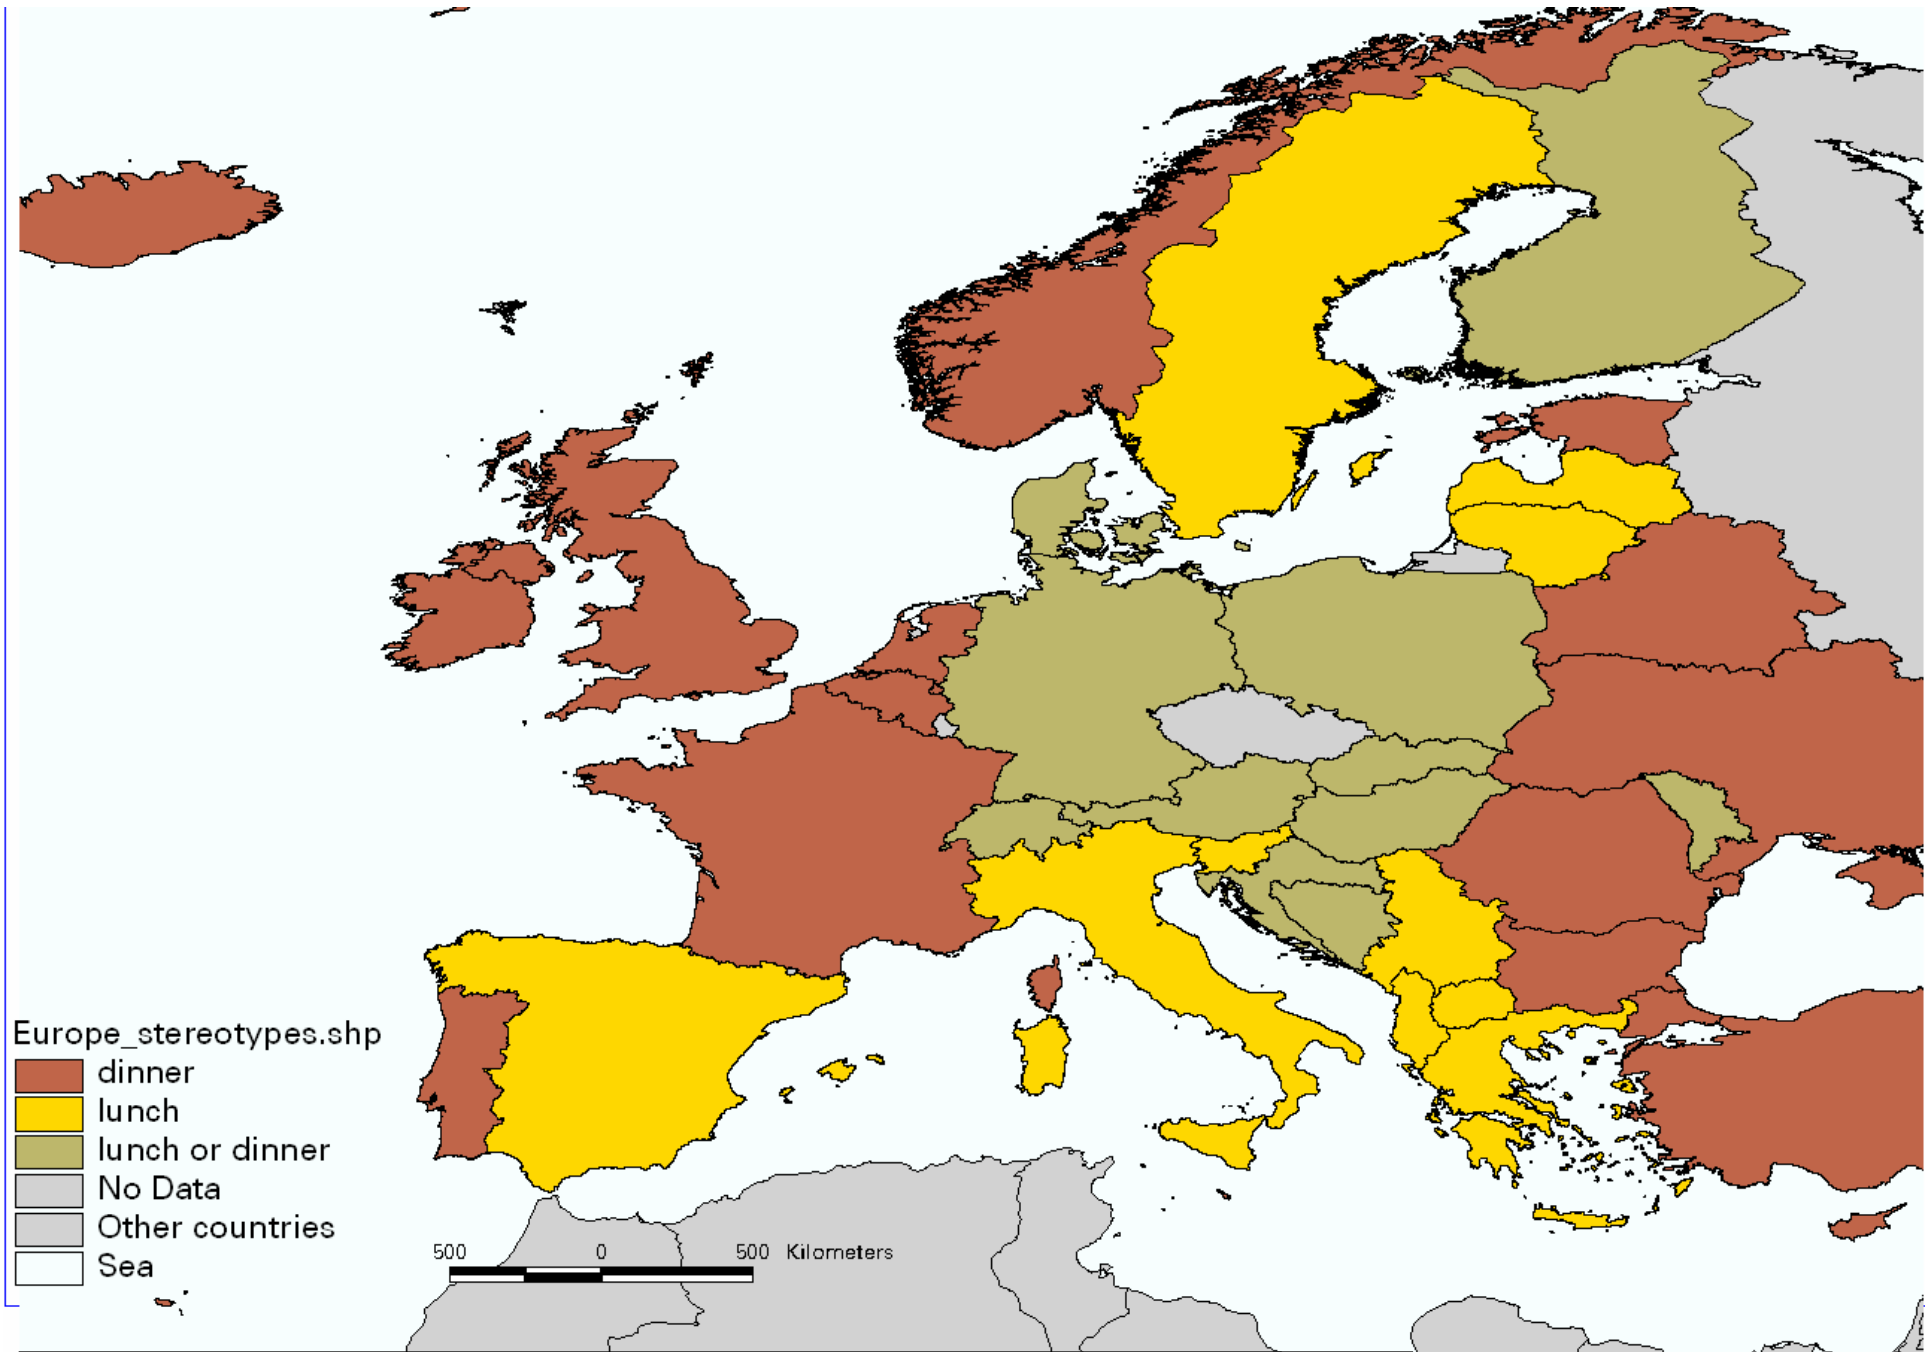 Europe_stereotypes.shp
dinner
lunch
lunch or dinner
No Data
Other countries
Sea
500 0 500 Kilometers